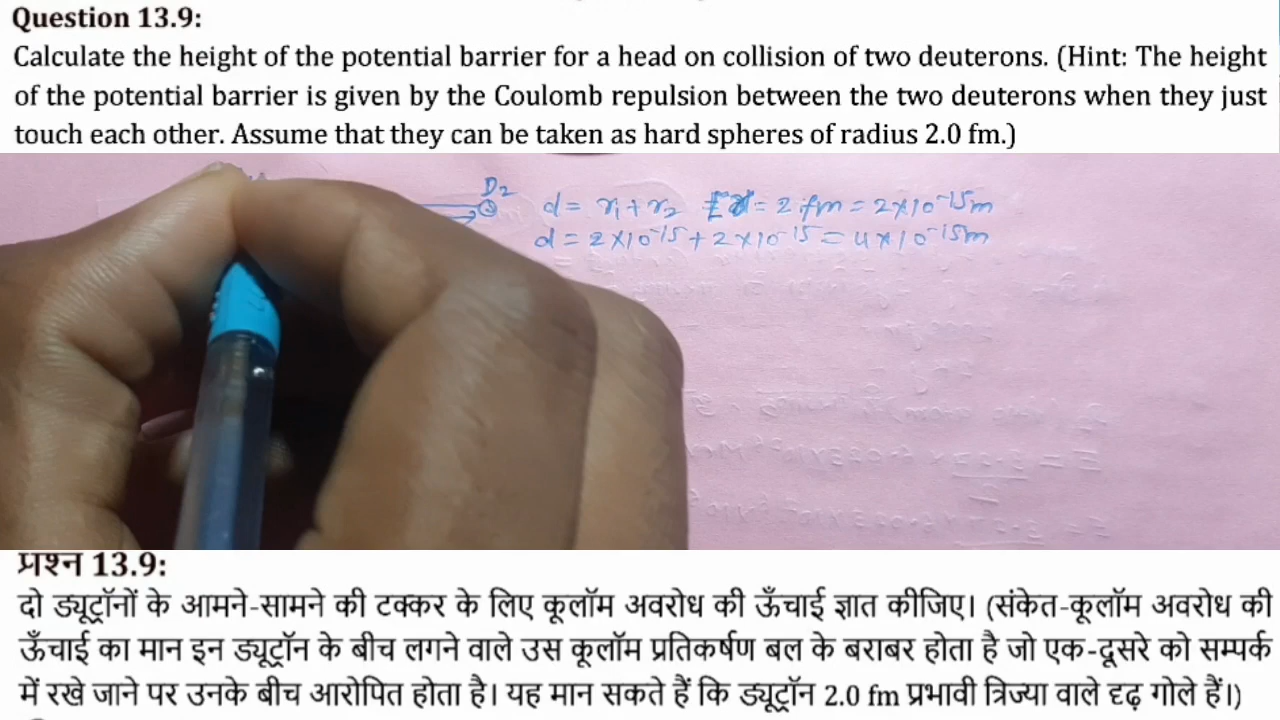 Question 13.9:
Calculate the height of the potential barrier for a head on collision of two deuterons. (Hint: The height
of the potential barrier is given by the Coulomb repulsion between the two deuterons when they just
touch each other. Assume that they can be taken as hard spheres of radius 2.0 fm.)
D2
d = r1 + r2 = 2 fm = 2×10-15m
d = 2×10-15 + 2×10-15 = 4×10-15m
प्रश्न 13.9:
दो ड्यूट्रॉनों के आमने-सामने की टक्कर के लिए कूलॉम अवरोध की ऊँचाई ज्ञात कीजिए। (संकेत-कूलॉम अवरोध की
ऊँचाई का मान इन ड्यूट्रॉन के बीच लगने वाले उस कूलॉम प्रतिकर्षण बल के बराबर होता है जो एक-दूसरे को सम्पर्क
में रखे जाने पर उनके बीच आरोपित होता है। यह मान सकते हैं कि ड्यूट्रॉन 2.0 fm प्रभावी त्रिज्या वाले दृढ़ गोले हैं।)